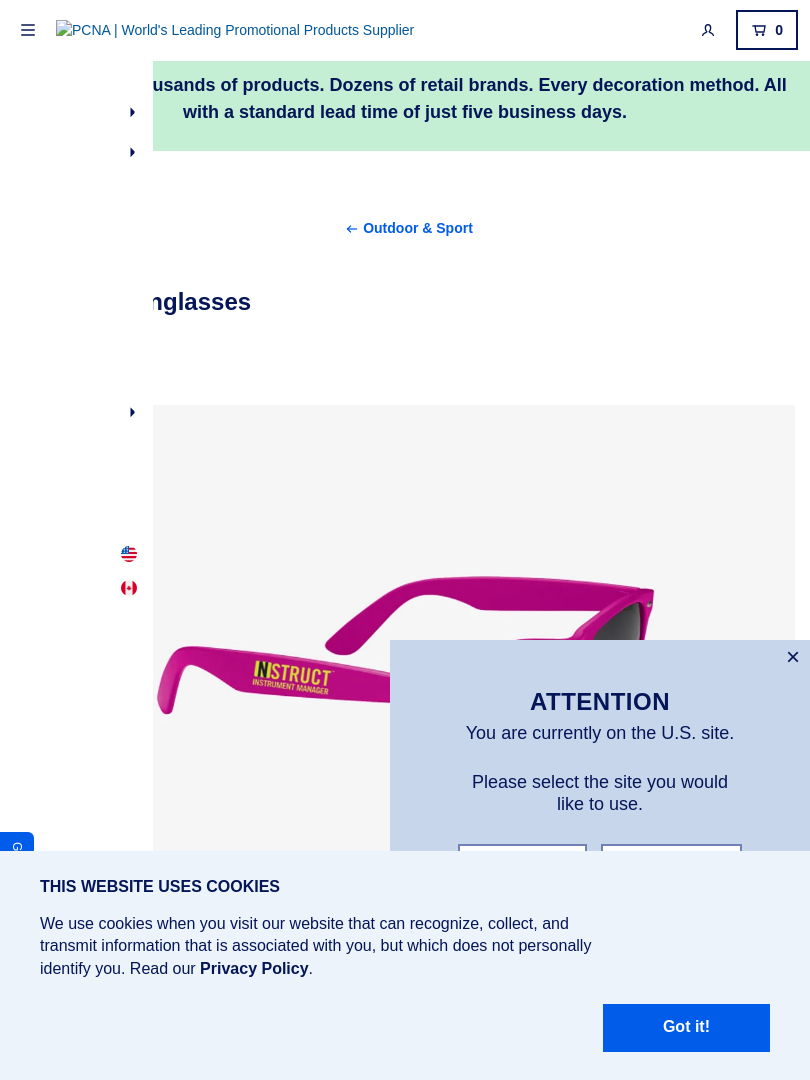 PCNA | World's Leading Promotional Products Supplier
0
of products. Dozens of retail brands. Every decoration method. All
with a standard lead time of just five business days.
Outdoor & Sport
INSTRUCT
INSTRUMENT MANAGER
ATTENTION
You are currently on the U.S. site.
Please select the site you would
like to use.
G
THIS WEBSITE USES COOKIES
We use cookies when you visit our website that can recognize, collect, and
transmit information that is associated with you, but which does not personally
identify you. Read our Privacy Policy.
Got it!